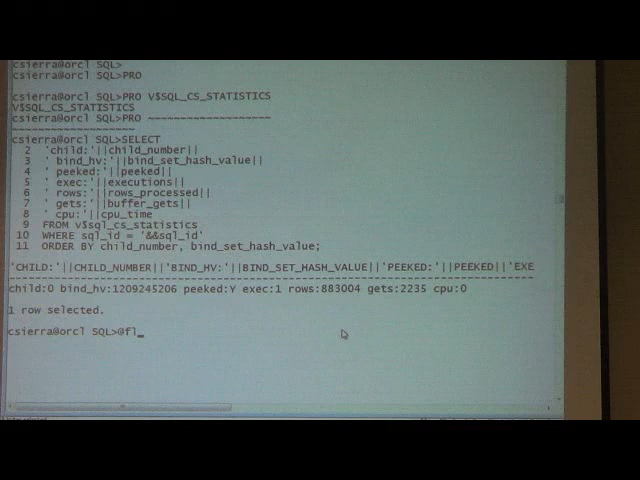 csierra@orcl SQL>
csierra@orcl SQL>PRO
csierra@orcl SQL>PRO V$SQL_CS_STATISTICS
V$SQL_CS_STATISTICS
csierra@orcl SQL>PRO ~~~~~~~~~~~~~~~~~~~
~~~~~~~~~~~~~~~~~~~
csierra@orcl SQL>SELECT
2 'child:'||child_number||
3 ' bind_hv:'||bind_set_hash_value||
4 ' peeked:'||peeked||
5 ' exec:'||executions||
6 ' rows:'||rows_processed||
7 ' gets:'||buffer_gets||
8 ' cpu:'||cpu_time
9 FROM v$sql_cs_statistics
10 WHERE sql_id = '&&sql_id'
11 ORDER BY child_number, bind_set_hash_value;
'CHILD:'||CHILD_NUMBER||'BIND_HV:'||BIND_SET_HASH_VALUE||'PEEKED:'||PEEKED||'EXE
--------------------------------------------------------------------------------
child:0 bind_hv:1209245206 peeked:Y exec:1 rows:883004 gets:2235 cpu:0
1 row selected.
csierra@orcl SQL>@fl_